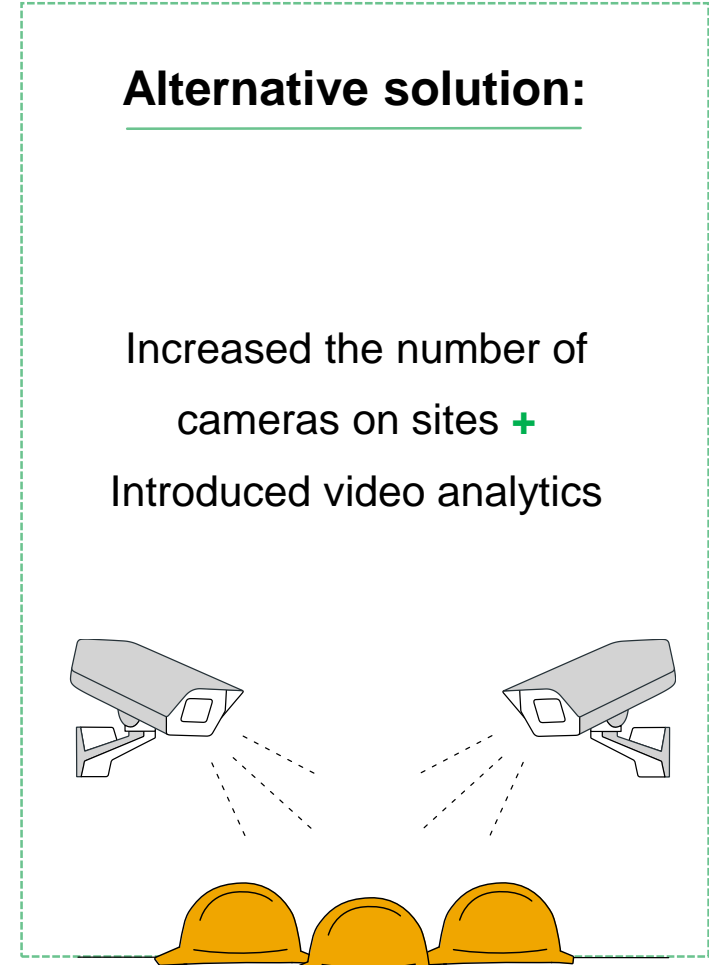 Alternative solution:
Increased the number of
cameras on sites +
Introduced video analytics